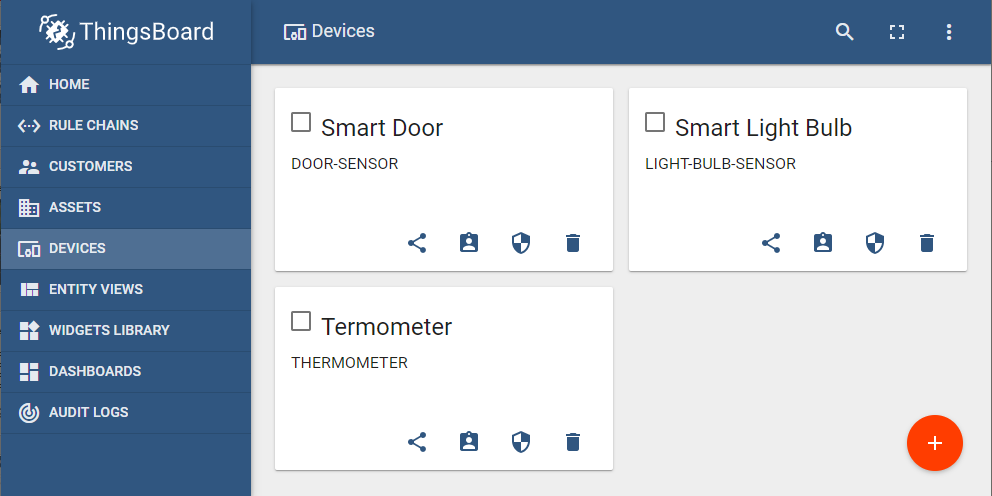 ThingsBoard
Devices
HOME
RULE CHAINS
CUSTOMERS
ASSETS
DEVICES
ENTITY VIEWS
WIDGETS LIBRARY
DASHBOARDS
AUDIT LOGS
Smart Door
DOOR-SENSOR
Smart Light Bulb
LIGHT-BULB-SENSOR
Termometer
THERMOMETER